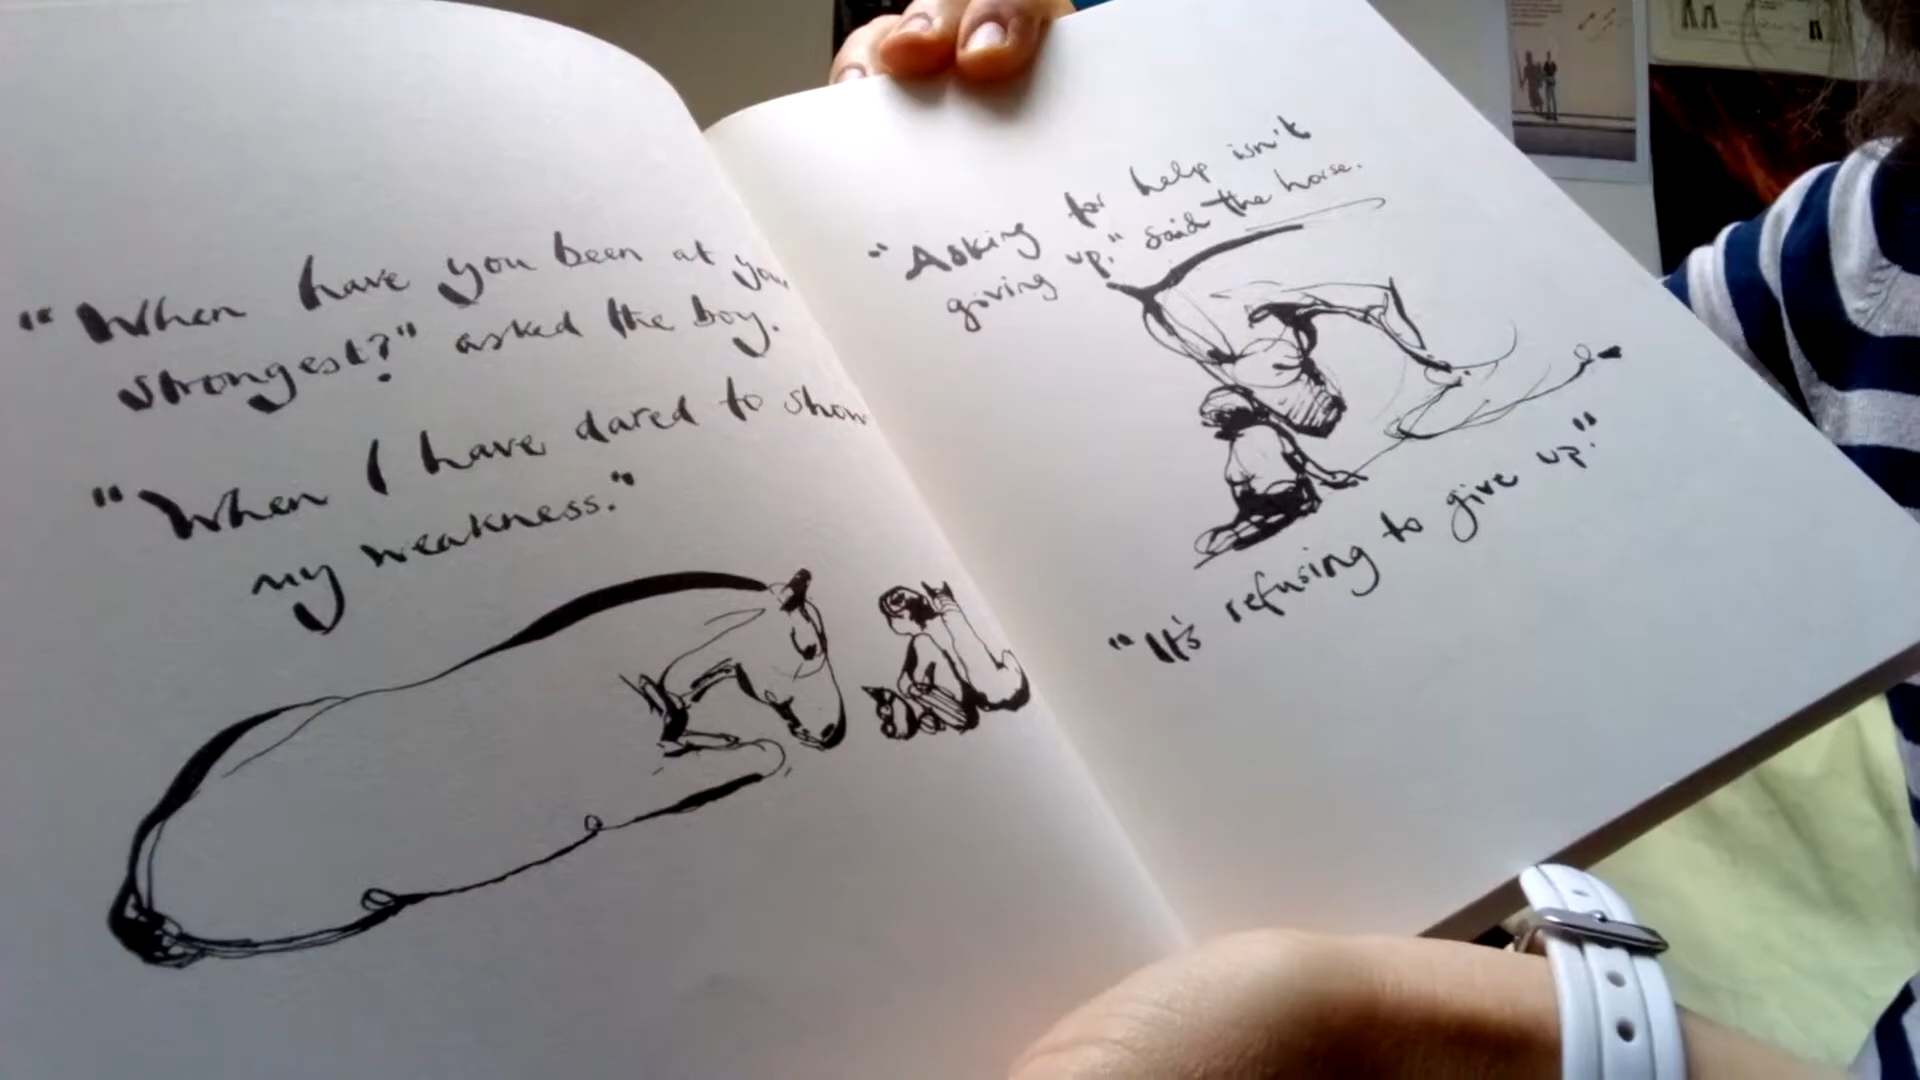 "When have you been at you
strongest?" asked the boy.
"When I have dared to show
my weakness."
"Asking for help isn't
giving up." said the horse.
"It's refusing to give up."